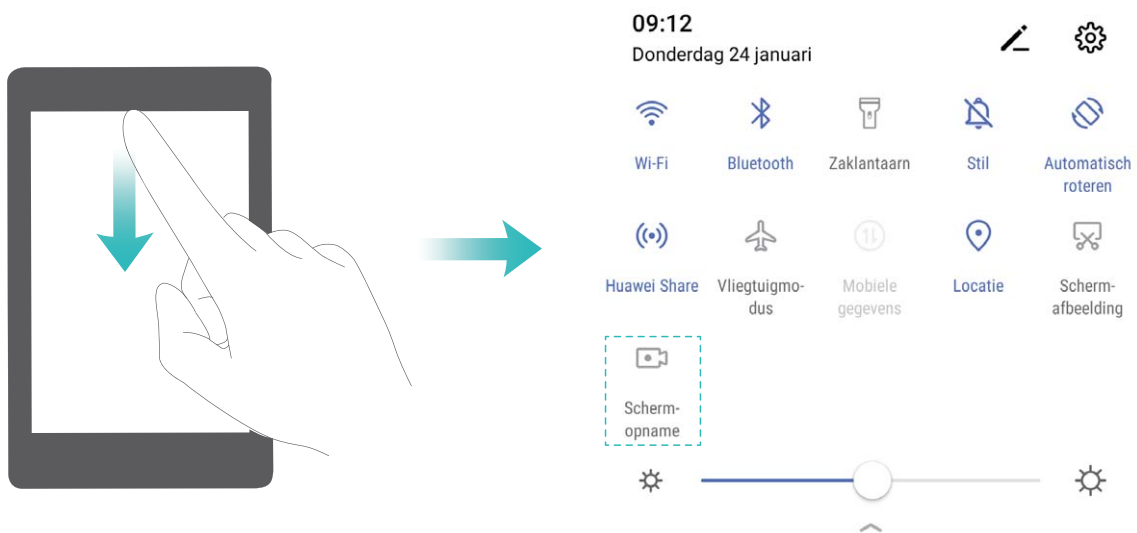 09:12
Donderdag 24 januari
Wi-Fi
Bluetooth
Zaklantaarn
Stil
Automatisch
roteren
Huawei Share
Vliegtuigmo-
dus
Mobiele
gegevens
Locatie
Scherm-
afbeelding
Scherm-
opname